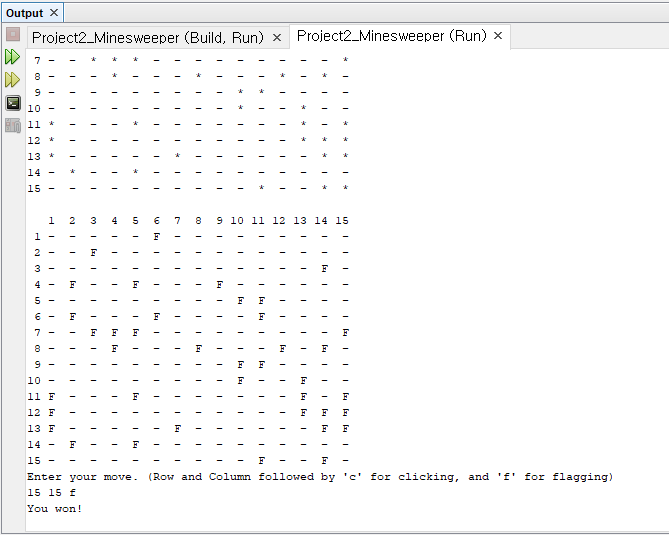 Output ×
Project2_Minesweeper (Build, Run) × Project2_Minesweeper (Run) ×
7 - - * * * - - - - - - - - - *
8 - - - * - - - * - - - * - * -
9 - - - - - - - - - * * - - - -
10 - - - - - - - - - * - - * - -
11 * - - - * - - - - - - - * - *
12 * - - - - - - - - - - - * * *
13 * - - - - - * - - - - - - * *
14 - * - - * - - - - - - - - - -
15 - - - - - - - - - - * - - * *
1 2 3 4 5 6 7 8 9 10 11 12 13 14 15
1 - - - - - F - - - - - - - - -
2 - - F - - - - - - - - - - - -
3 - - - - - - - - - - - - - F -
4 - F - - F - - - F - - - - - -
5 - - - - - - - - - F F - - - -
6 - F - - - F - - - - F - - - -
7 - - F F F - - - - - - - - - F
8 - - - F - - - F - - - F - F -
9 - - - - - - - - - F F - - - -
10 - - - - - - - - - F - - F - -
11 F - - - F - - - - - - - F - F
12 F - - - - - - - - - - - F F F
13 F - - - - - F - - - - - - F F
14 - F - - F - - - - - - - - - -
15 - - - - - - - - - - F - - F -
Enter your move. (Row and Column followed by 'c' for clicking, and 'f' for flagging)
15 15 f
You won!